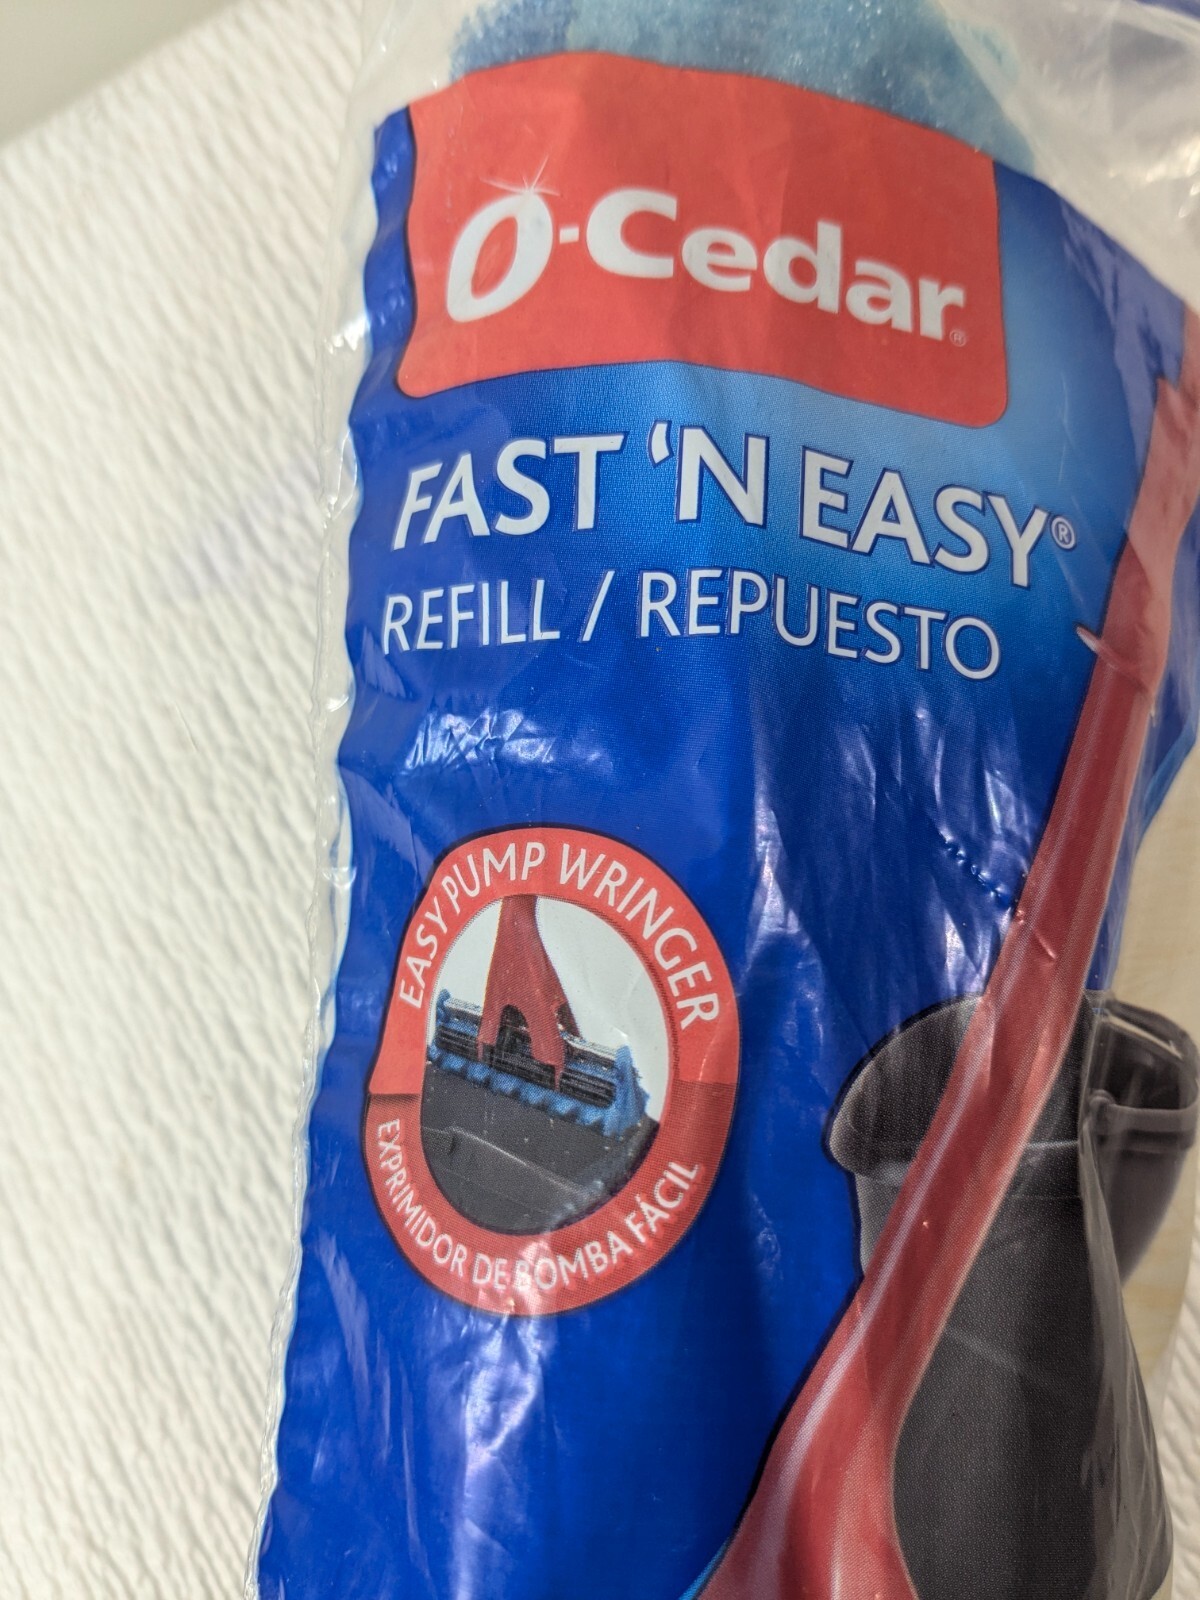 O-Cedar®
FAST 'N EASY®
REFILL / REPUESTO
EASY PUMP WRINGER
EXPRIMIDOR DE BOMBA FÁCIL